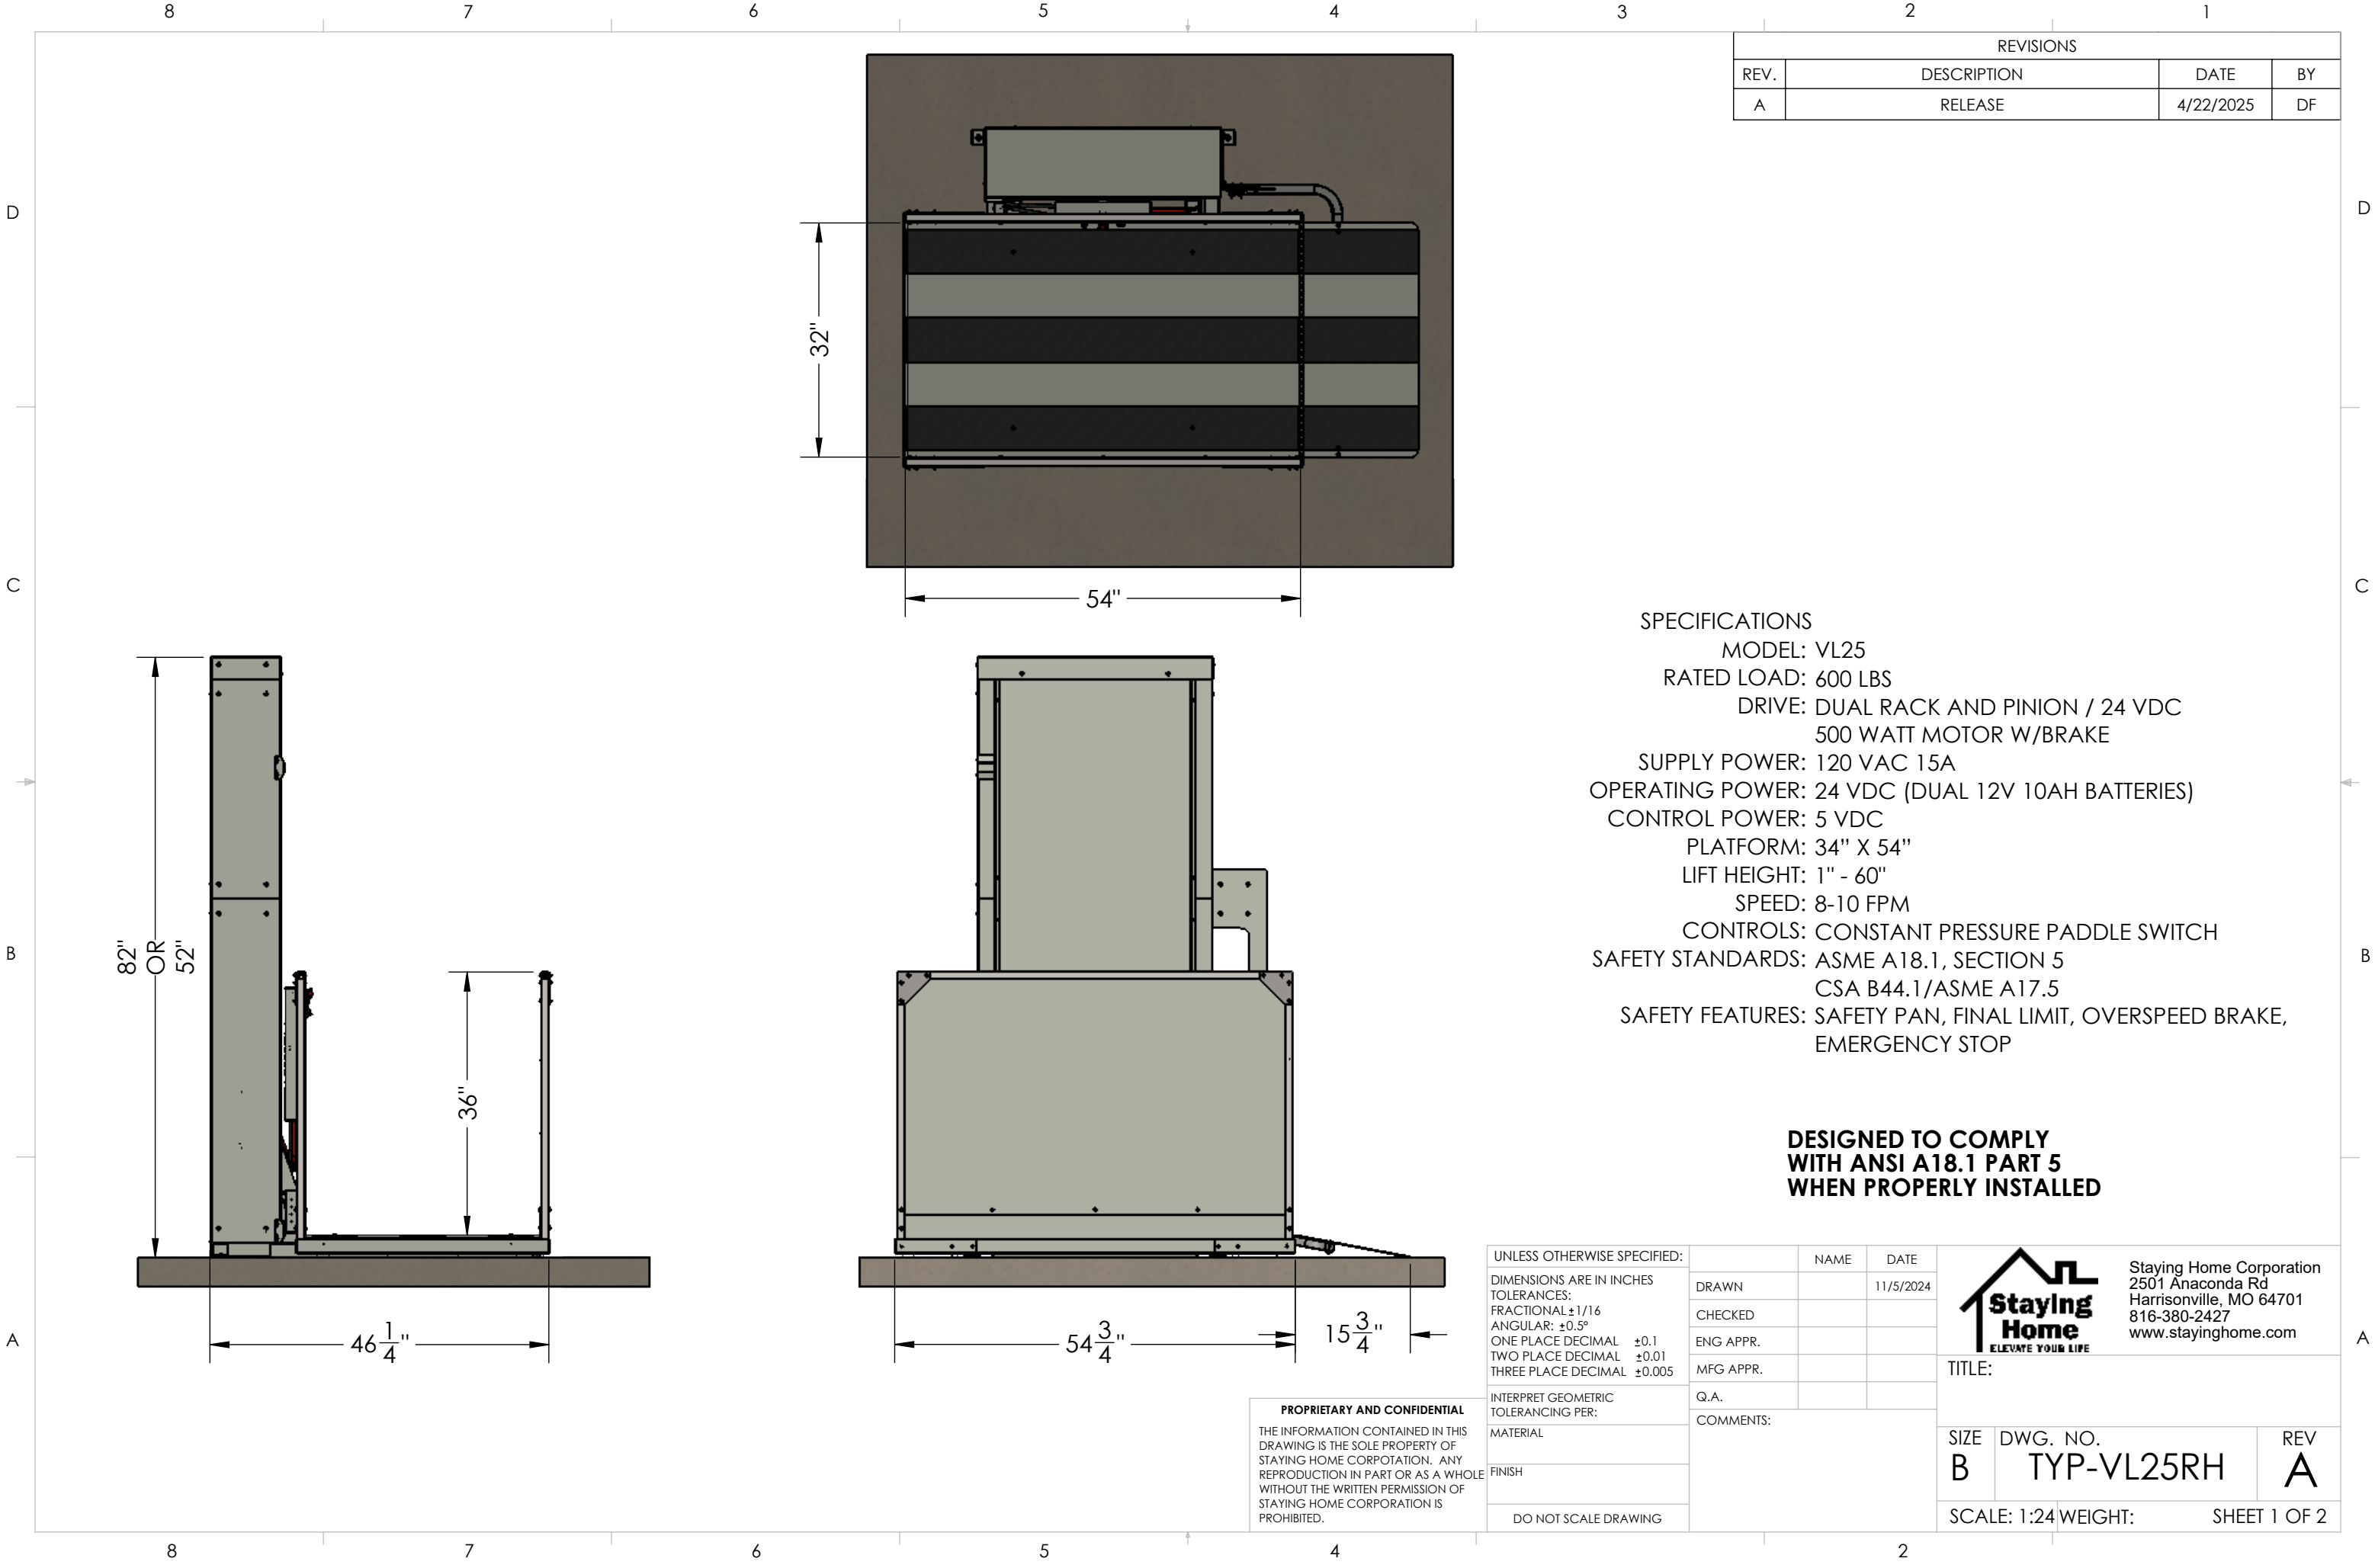 8 7 6 5 4 3 2 1
REVISIONS
REV. DESCRIPTION DATE BY
A RELEASE 4/22/2025 DF
D D
32"
54"
C C
82"
OR
52"
36"
B B
SPECIFICATIONS
MODEL: VL25
RATED LOAD: 600 LBS
DRIVE: DUAL RACK AND PINION / 24 VDC
500 WATT MOTOR W/BRAKE
SUPPLY POWER: 120 VAC 15A
OPERATING POWER: 24 VDC (DUAL 12V 10AH BATTERIES)
CONTROL POWER: 5 VDC
PLATFORM: 34" X 54"
LIFT HEIGHT: 1" - 60"
SPEED: 8-10 FPM
CONTROLS: CONSTANT PRESSURE PADDLE SWITCH
SAFETY STANDARDS: ASME A18.1, SECTION 5
CSA B44.1/ASME A17.5
SAFETY FEATURES: SAFETY PAN, FINAL LIMIT, OVERSPEED BRAKE,
EMERGENCY STOP
DESIGNED TO COMPLY
WITH ANSI A18.1 PART 5
WHEN PROPERLY INSTALLED
46 1/4"
54 3/4"
15 3/4"
A A
PROPRIETARY AND CONFIDENTIAL
THE INFORMATION CONTAINED IN THIS
DRAWING IS THE SOLE PROPERTY OF
STAYING HOME CORPOTATION. ANY
REPRODUCTION IN PART OR AS A WHOLE
WITHOUT THE WRITTEN PERMISSION OF
STAYING HOME CORPORATION IS
PROHIBITED.
UNLESS OTHERWISE SPECIFIED:
DIMENSIONS ARE IN INCHES
TOLERANCES:
FRACTIONAL ±1/16
ANGULAR: ±0.5°
ONE PLACE DECIMAL ±0.1
TWO PLACE DECIMAL ±0.01
THREE PLACE DECIMAL ±0.005
INTERPRET GEOMETRIC
TOLERANCING PER:
MATERIAL
FINISH
DO NOT SCALE DRAWING
NAME DATE
DRAWN 11/5/2024
CHECKED
ENG APPR.
MFG APPR.
Q.A.
COMMENTS:
Staying
Home
ELEVATE YOUR LIFE
Staying Home Corporation
2501 Anaconda Rd
Harrisonville, MO 64701
816-380-2427
www.stayinghome.com
TITLE:
SIZE DWG. NO. REV
B TYP-VL25RH A
SCALE: 1:24 WEIGHT: SHEET 1 OF 2
8 7 6 5 4 2